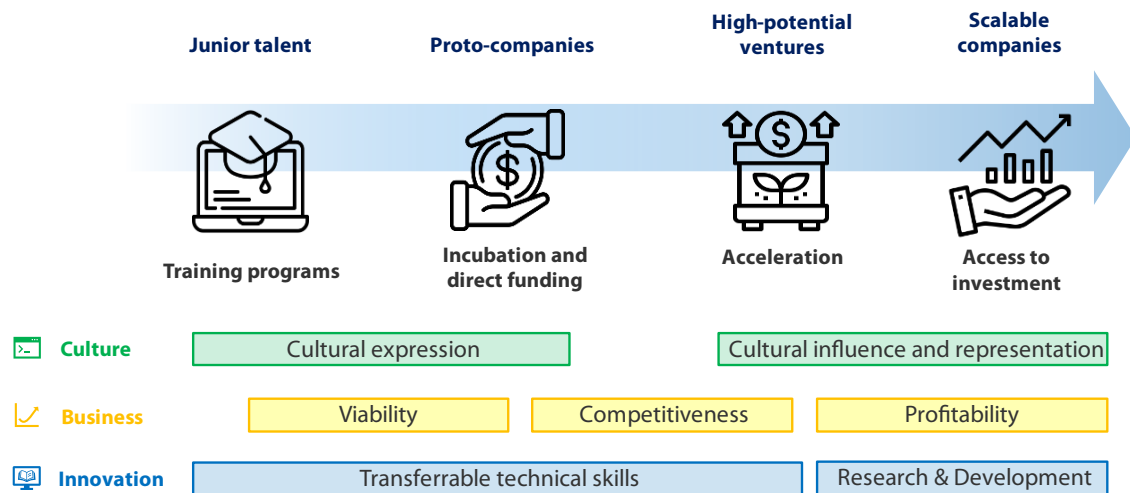 Junior talent
Proto-companies
High-potential
ventures
Scalable
companies
$
$
Training programs
Incubation and
direct funding
Acceleration
Access to
investment
>_
Culture
Cultural expression
Cultural influence and representation
Business
Viability
Competitiveness
Profitability
Innovation
Transferrable technical skills
Research & Development